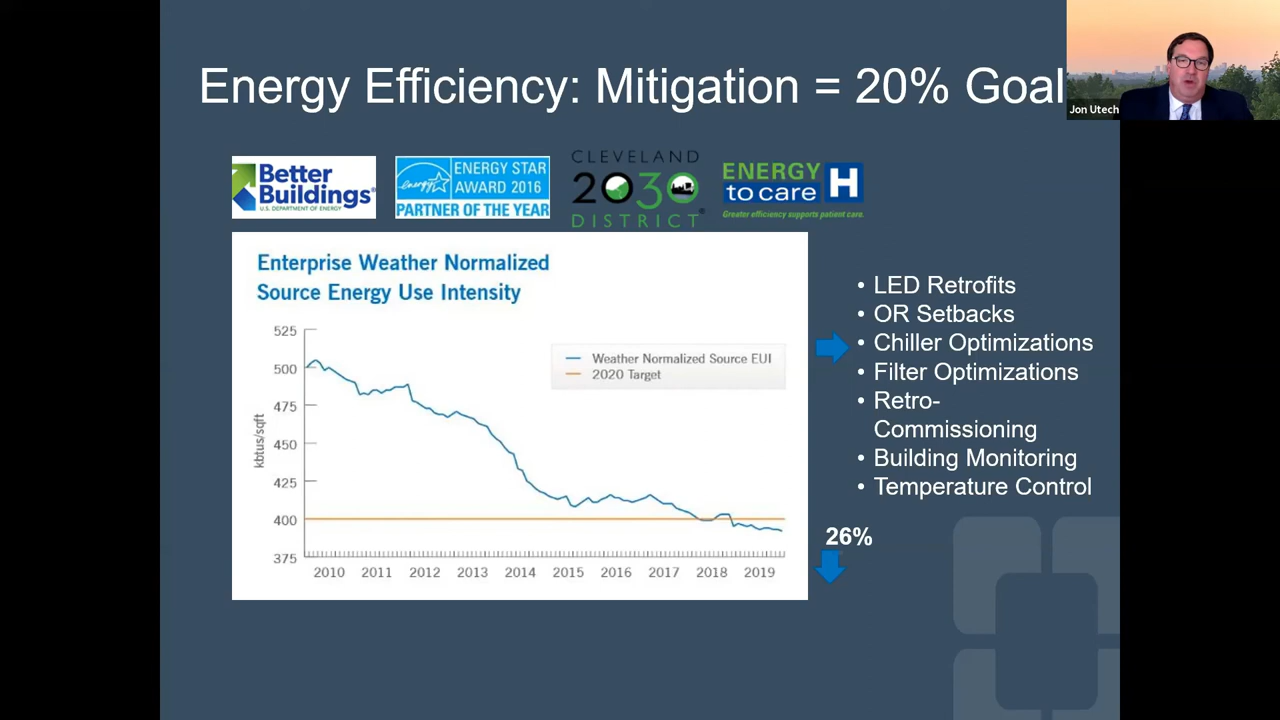 Energy Efficiency: Mitigation = 20% Goal
Jon Utech
Better
Buildings®
U.S. DEPARTMENT OF ENERGY
energy
ENERGY STAR
AWARD 2016
PARTNER OF THE YEAR
CLEVELAND
2030
DISTRICT®
ENERGY
to care
H
Greater efficiency supports patient care.
Enterprise Weather Normalized
Source Energy Use Intensity
kbtus/sqft
525
500
475
450
425
400
375
Weather Normalized Source EUI
2020 Target
2010 2011 2012 2013 2014 2015 2016 2017 2018 2019
• LED Retrofits
• OR Setbacks
• Chiller Optimizations
• Filter Optimizations
• Retro-
Commissioning
• Building Monitoring
• Temperature Control
26%